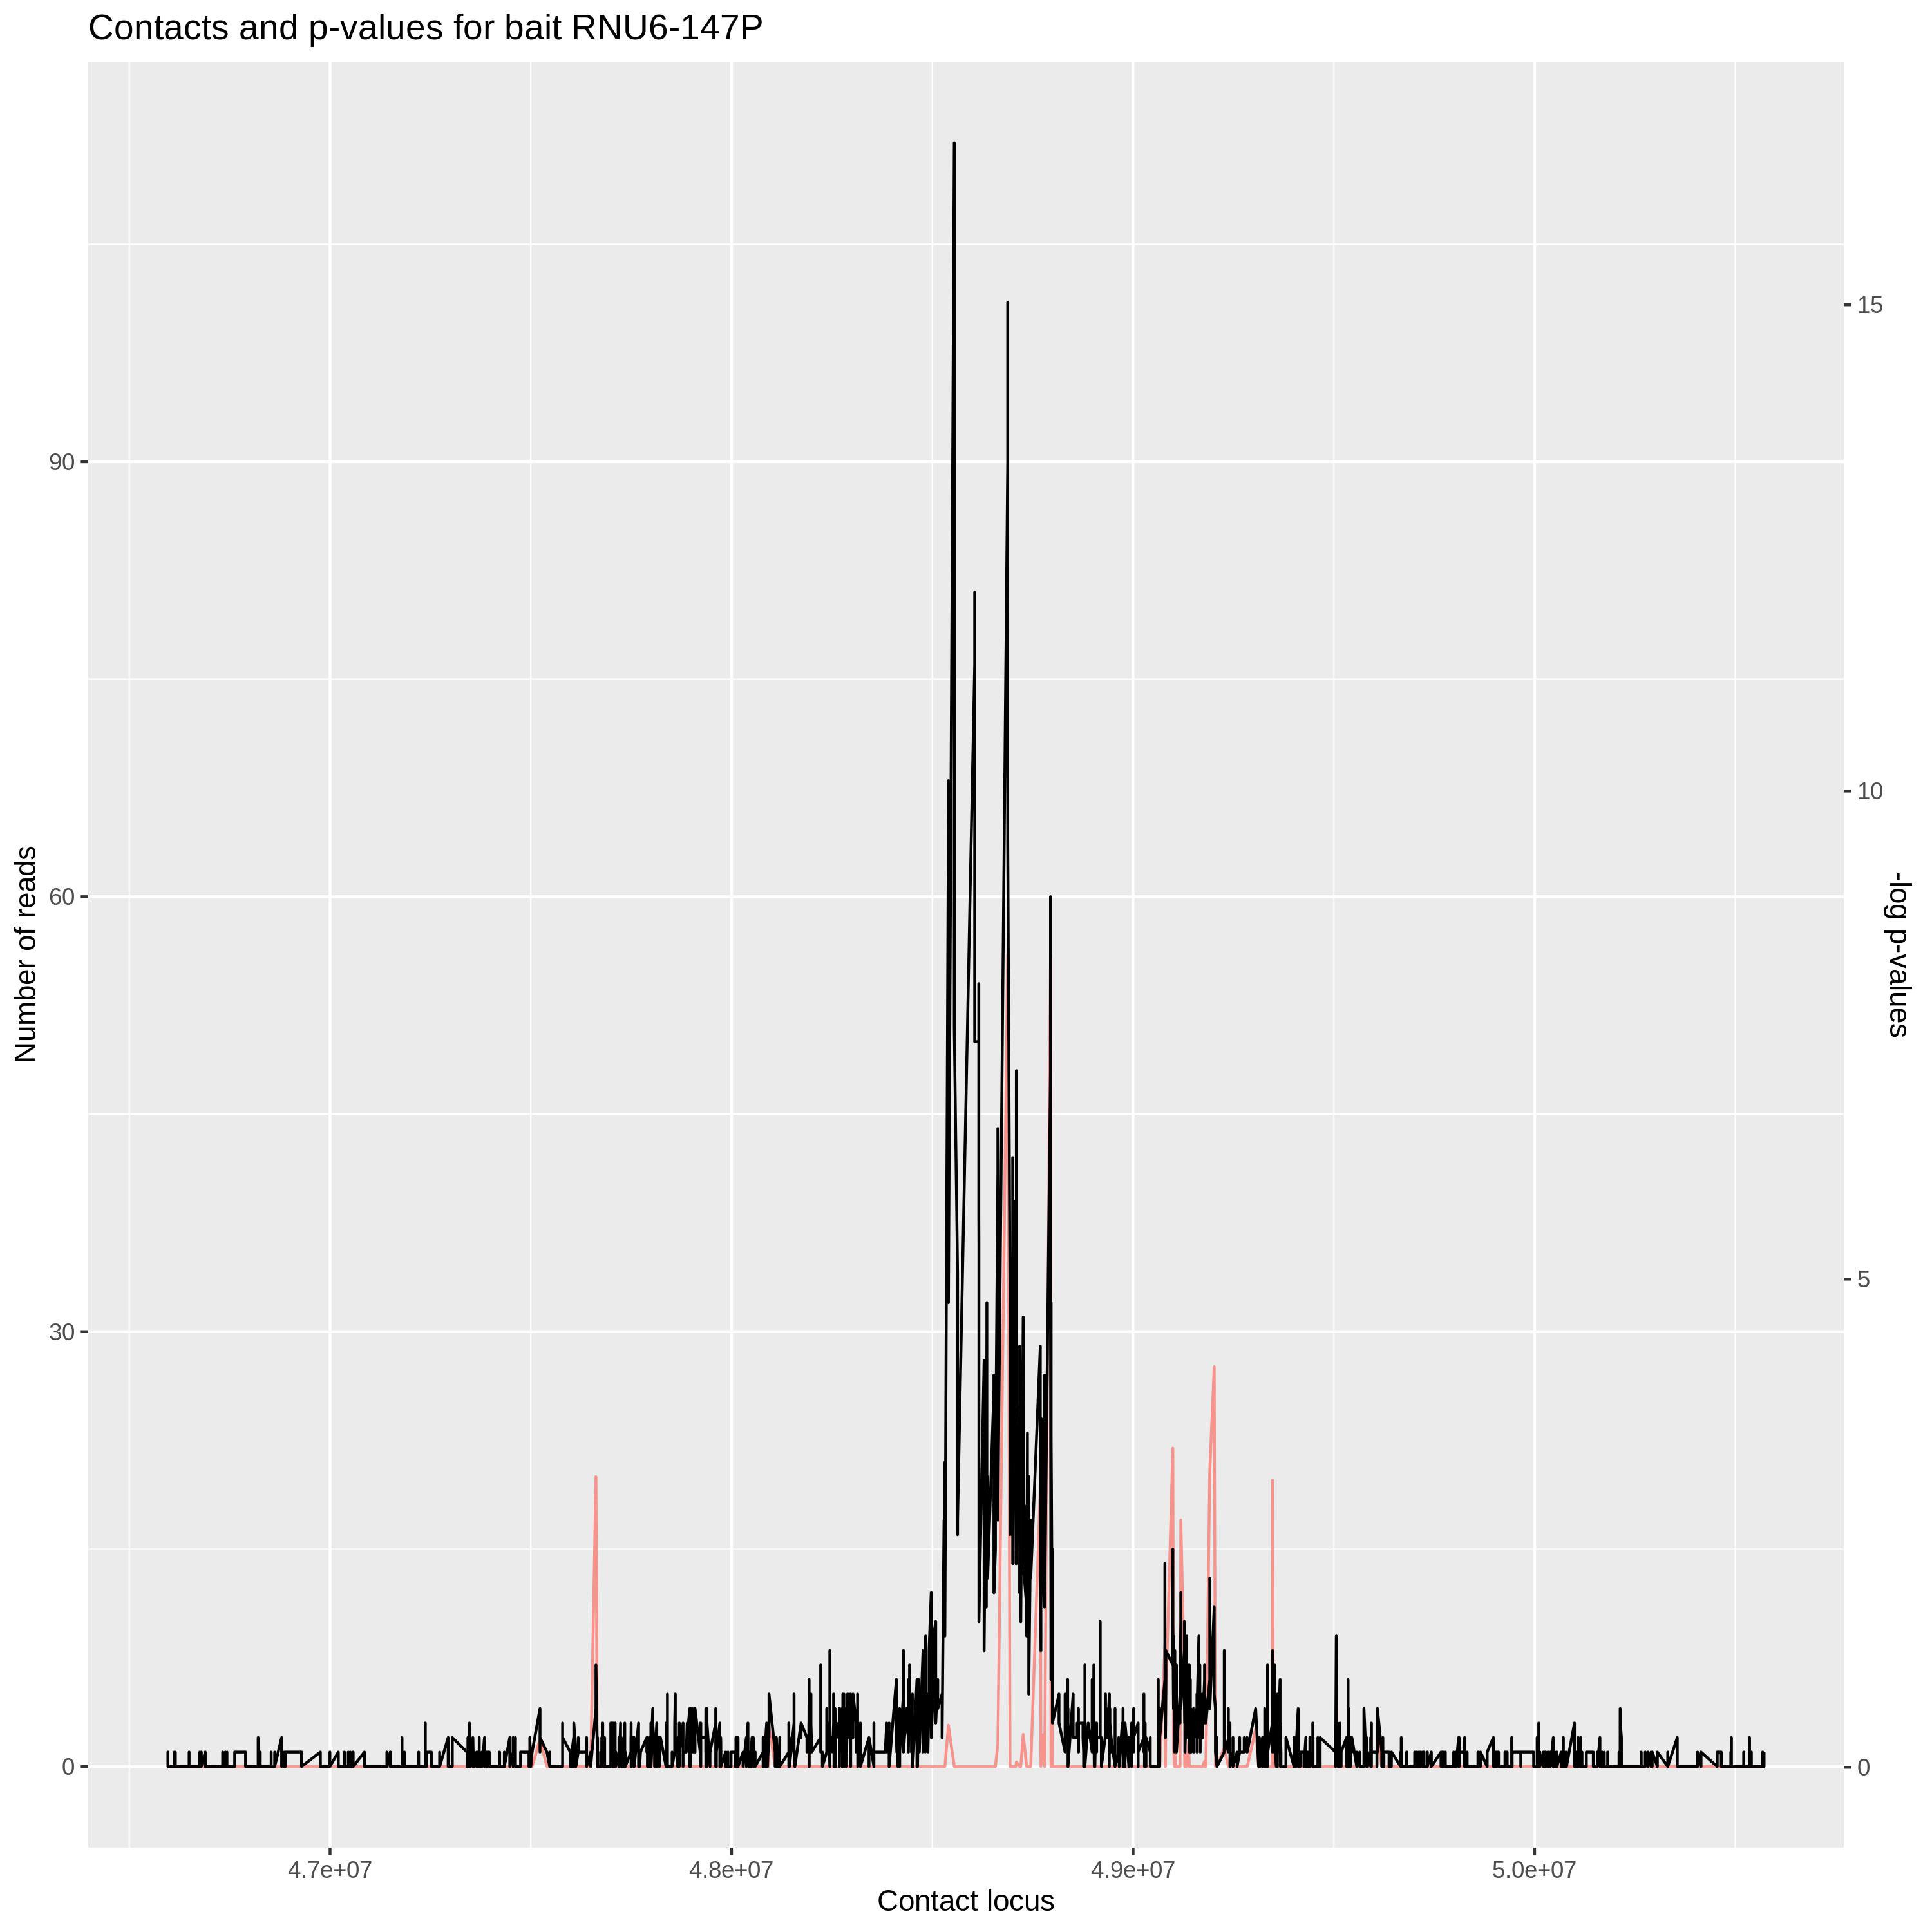 Contacts and p-values for bait RNU6-147P
Number of reads
90
60
30
0
15
10
5
0
-log p-values
4.7e+07
4.8e+07
4.9e+07
5.0e+07
Contact locus